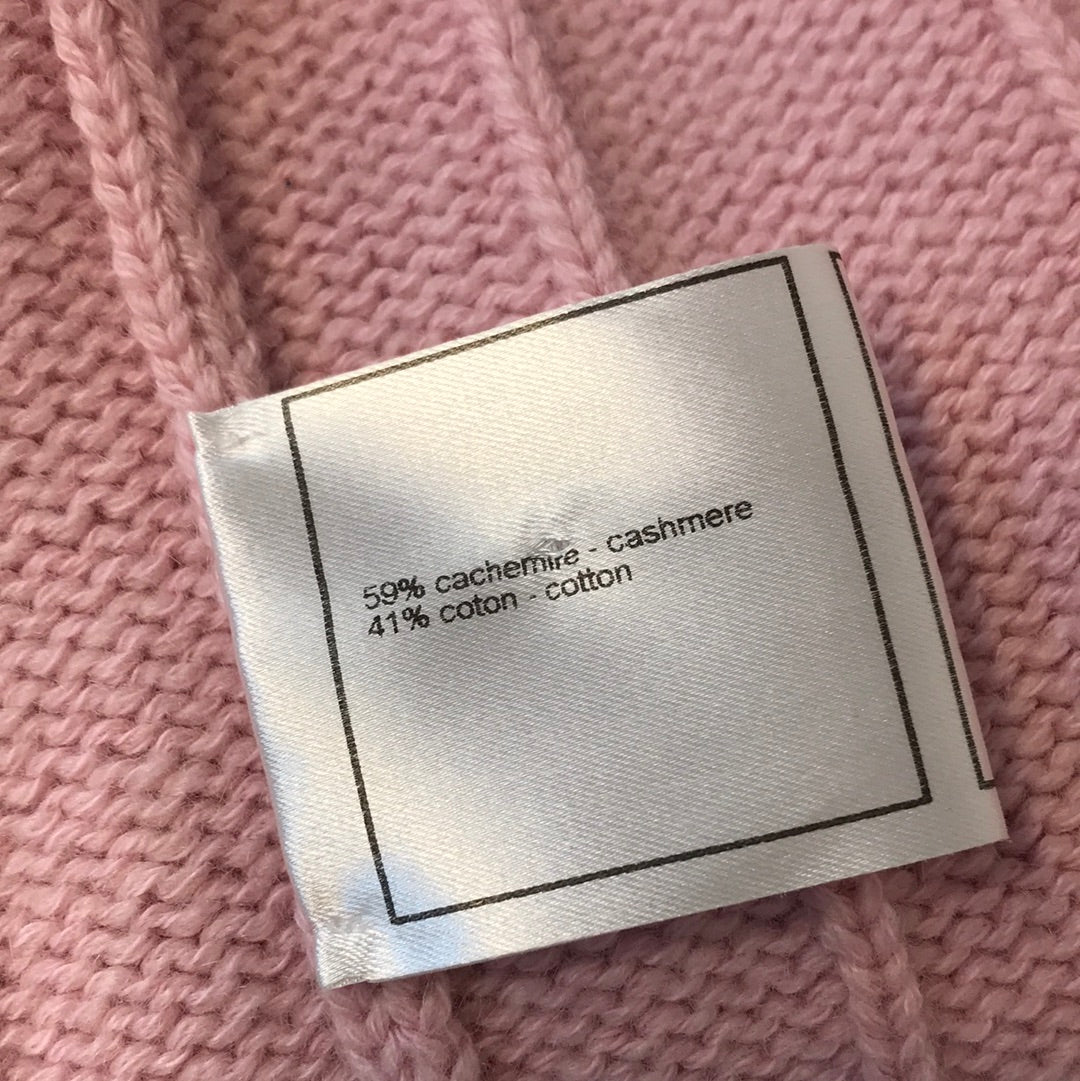 59% cachemire - cashmere
41% coton - cotton